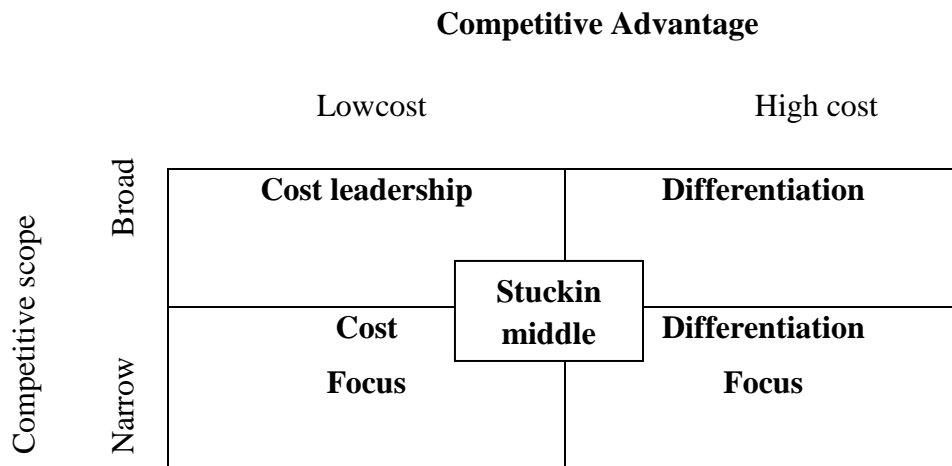 Competitive Advantage
Lowcost High cost
Competitive scope
Broad
Narrow
Cost leadership
Differentiation
Stuckin
middle
Cost
Focus
Differentiation
Focus